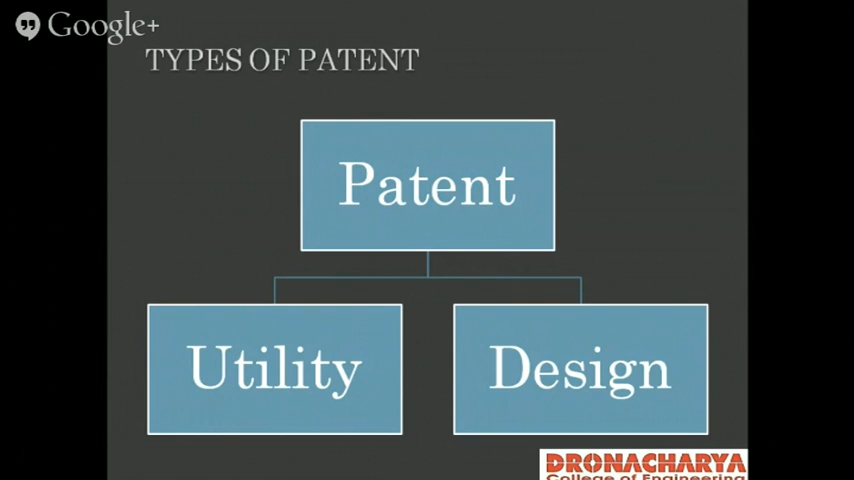 Google+
TYPES OF PATENT
Patent
Utility
Design
DRONACHARYA
College of Engineering